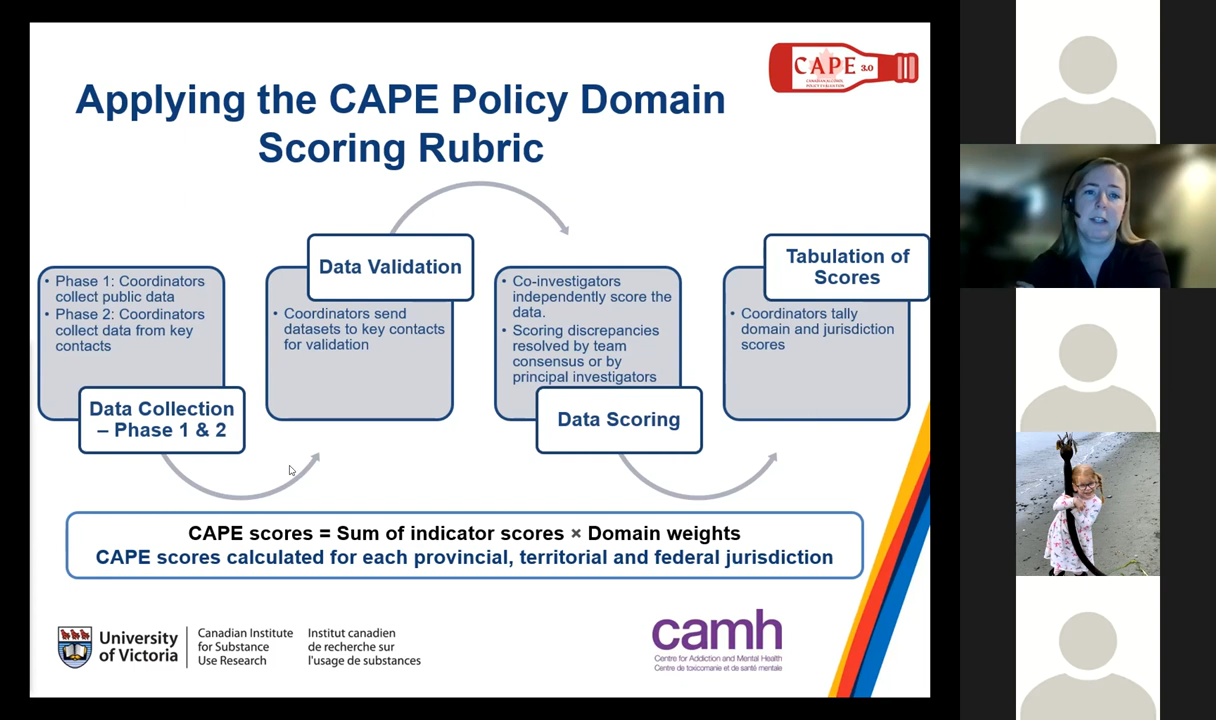 CAPE 3.0
CANADIAN ALCOHOL
POLICY EVALUATION
Applying the CAPE Policy Domain
Scoring Rubric
• Phase 1: Coordinators
collect public data
• Phase 2: Coordinators
collect data from key
contacts
Data Collection
– Phase 1 & 2
Data Validation
• Coordinators send
datasets to key contacts
for validation
• Co-investigators
independently score the
data.
• Scoring discrepancies
resolved by team
consensus or by
principal investigators
Data Scoring
Tabulation of
Scores
• Coordinators tally
domain and jurisdiction
scores
CAPE scores = Sum of indicator scores × Domain weights
CAPE scores calculated for each provincial, territorial and federal jurisdiction
University
of Victoria
Canadian Institute
for Substance
Use Research
Institut canadien
de recherche sur
l'usage de substances
camh
Centre for Addiction and Mental Health
Centre de toxicomanie et de santé mentale